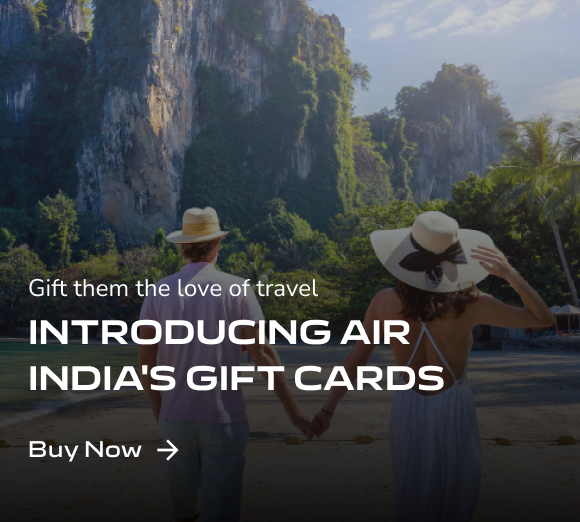 Gift them the love of travel
INTRODUCING AIR
INDIA'S GIFT CARDS
Buy Now →